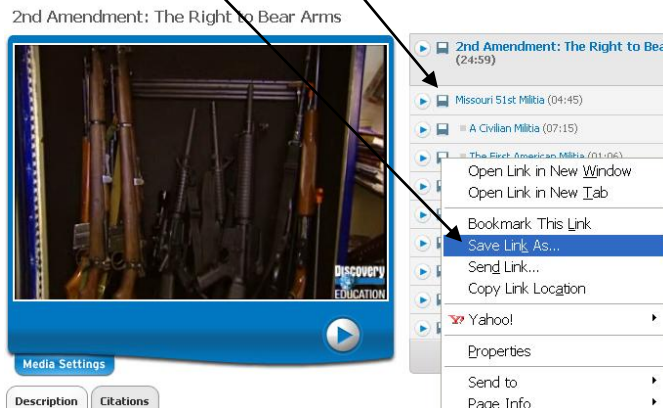 2nd Amendment: The Right to Bear Arms
Discovery
EDUCATION
Media Settings
Description
Citations
2nd Amendment: The Right to Bea
(24:59)
Missouri 51st Militia (04:45)
A Civilian Militia (07:15)
The First American Militia (01:06)
Open Link in New Window
Open Link in New Tab
Bookmark This Link
Save Link As...
Send Link...
Copy Link Location
Yahoo!
Properties
Send to
Page Info